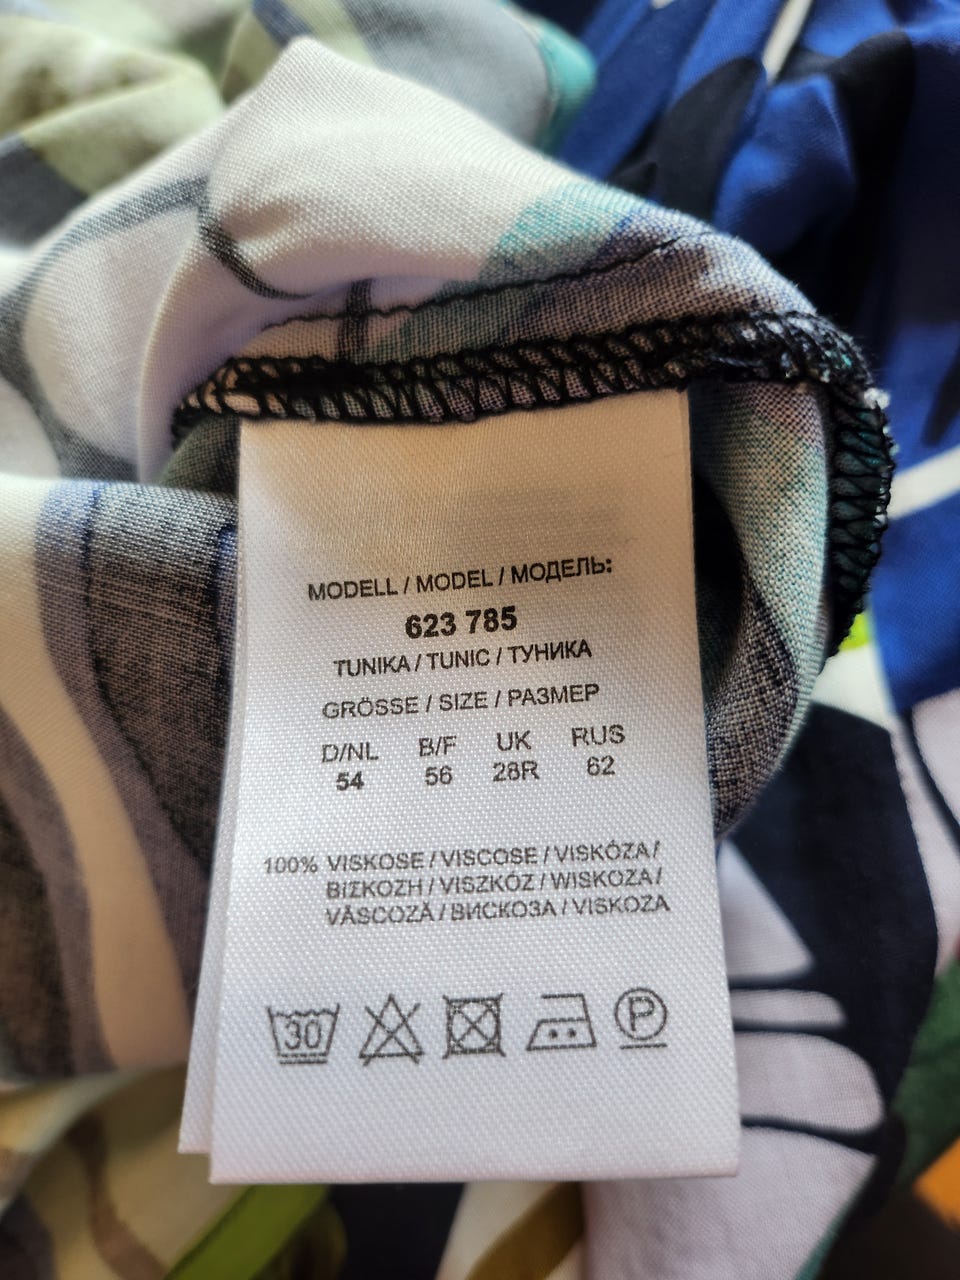 MODELL / MODEL / МОДЕЛЬ:
623 785
TUNIKA / TUNIC / ТУНИКА
GRÖSSE / SIZE / РАЗМЕР
D/NL B/F UK RUS
54 56 28R 62
100% VISKOSE / VISCOSE / VISKÓZA /
ΒΙΣΚΟΖΗ / VISZKÓZ / WISKOZA /
VÂSCOZĂ / ВИСКОЗА / VISKOZA
30 P